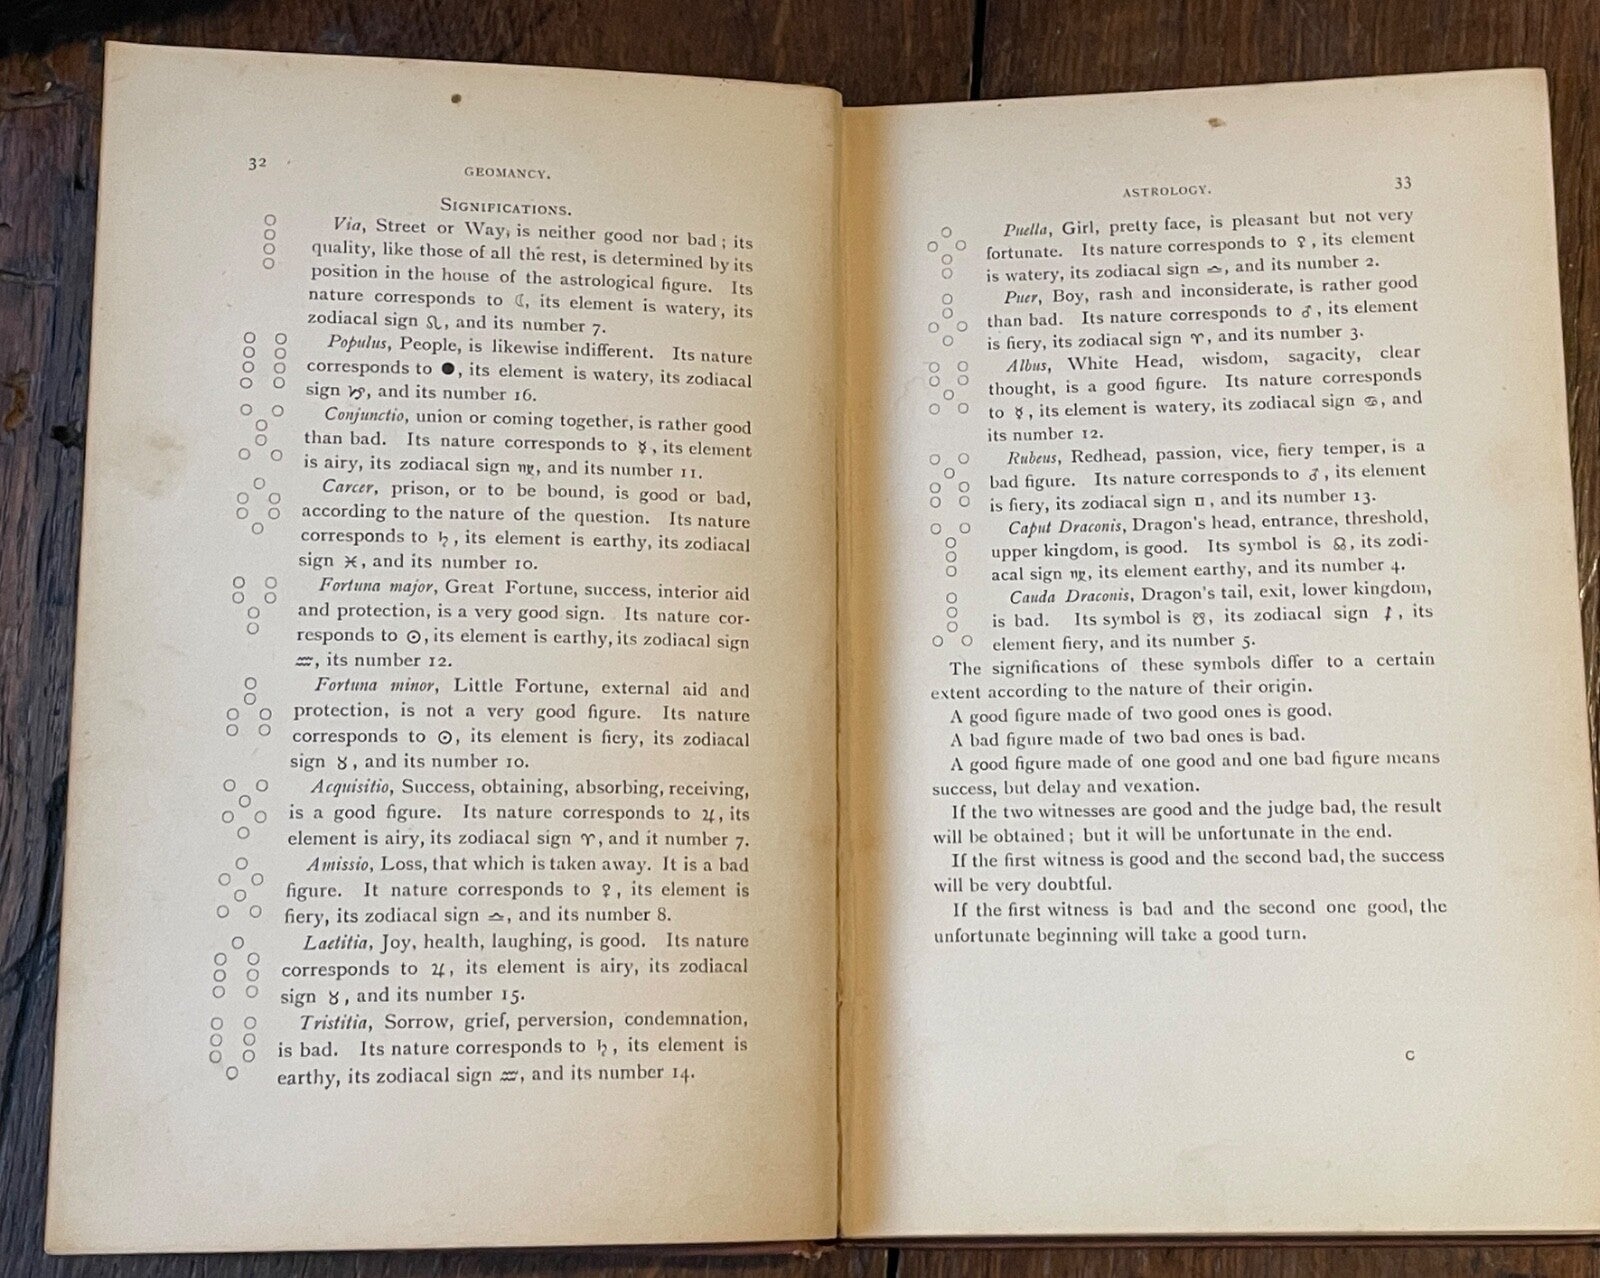 32
GEOMANCY.
SIGNIFICATIONS.
Via, Street or Way, is neither good nor bad ; its
quality, like those of all the rest, is determined by its
position in the house of the astrological figure. Its
nature corresponds to ☾, its element is watery, its
zodiacal sign ♌, and its number 7.
Populus, People, is likewise indifferent. Its nature
corresponds to ●, its element is watery, its zodiacal
sign ♑, and its number 16.
Conjunctio, union or coming together, is rather good
than bad. Its nature corresponds to ☿, its element
is airy, its zodiacal sign ♍, and its number 11.
Carcer, prison, or to be bound, is good or bad,
according to the nature of the question. Its nature
corresponds to ♄, its element is earthy, its zodiacal
sign ♓, and its number 10.
Fortuna major, Great Fortune, success, interior aid
and protection, is a very good sign. Its nature cor-
responds to ☉, its element is earthy, its zodiacal sign
♒, its number 12.
Fortuna minor, Little Fortune, external aid and
protection, is not a very good figure. Its nature
corresponds to ☉, its element is fiery, its zodiacal
sign ♉, and its number 10.
Acquisitio, Success, obtaining, absorbing, receiving,
is a good figure. Its nature corresponds to ♃, its
element is airy, its zodiacal sign ♈, and it number 7.
Amissio, Loss, that which is taken away. It is a bad
figure. It nature corresponds to ♀, its element is
fiery, its zodiacal sign ♎, and its number 8.
Laetitia, Joy, health, laughing, is good. Its nature
corresponds to ♃, its element is airy, its zodiacal
sign ♉, and its number 15.
Tristitia, Sorrow, grief, perversion, condemnation,
is bad. Its nature corresponds to ♄, its element is
earthy, its zodiacal sign ♒, and its number 14.
ASTROLOGY.
33
Puella, Girl, pretty face, is pleasant but not very
fortunate. Its nature corresponds to ♀, its element
is watery, its zodiacal sign ♎, and its number 2.
Puer, Boy, rash and inconsiderate, is rather good
than bad. Its nature corresponds to ♂, its element
is fiery, its zodiacal sign ♈, and its number 3.
Albus, White Head, wisdom, sagacity, clear
thought, is a good figure. Its nature corresponds
to ☿, its element is watery, its zodiacal sign ♋, and
its number 12.
Rubeus, Redhead, passion, vice, fiery temper, is a
bad figure. Its nature corresponds to ♂, its element
is fiery, its zodiacal sign ♊, and its number 13.
Caput Draconis, Dragon's head, entrance, threshold,
upper kingdom, is good. Its symbol is ☊, its zodi-
acal sign ♍, its element earthy, and its number 4.
Cauda Draconis, Dragon's tail, exit, lower kingdom,
is bad. Its symbol is ☋, its zodiacal sign ♐, its
element fiery, and its number 5.
The significations of these symbols differ to a certain
extent according to the nature of their origin.
A good figure made of two good ones is good.
A bad figure made of two bad ones is bad.
A good figure made of one good and one bad figure means
success, but delay and vexation.
If the two witnesses are good and the judge bad, the result
will be obtained ; but it will be unfortunate in the end.
If the first witness is good and the second bad, the success
will be very doubtful.
If the first witness is bad and the second one good, the
unfortunate beginning will take a good turn.
C